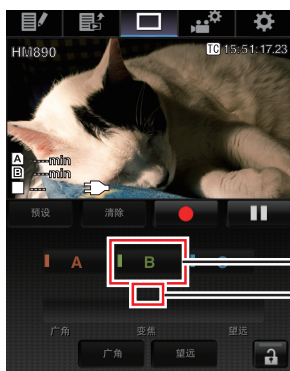 HM890
TC 15:51:17.23
A ----min
B ----min
----
预设 清除
A B C
广角 变焦 望远
广角 望远